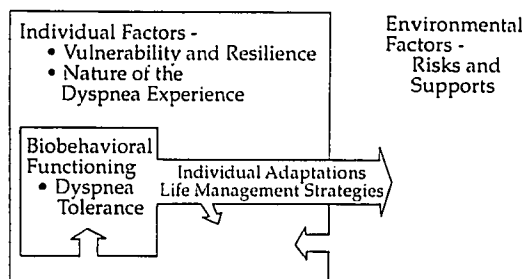 Individual Factors -
• Vulnerability and Resilience
• Nature of the
Dyspnea Experience
Environmental
Factors -
Risks and
Supports
Biobehavioral
Functioning
• Dyspnea
Tolerance
Individual Adaptations
Life Management Strategies